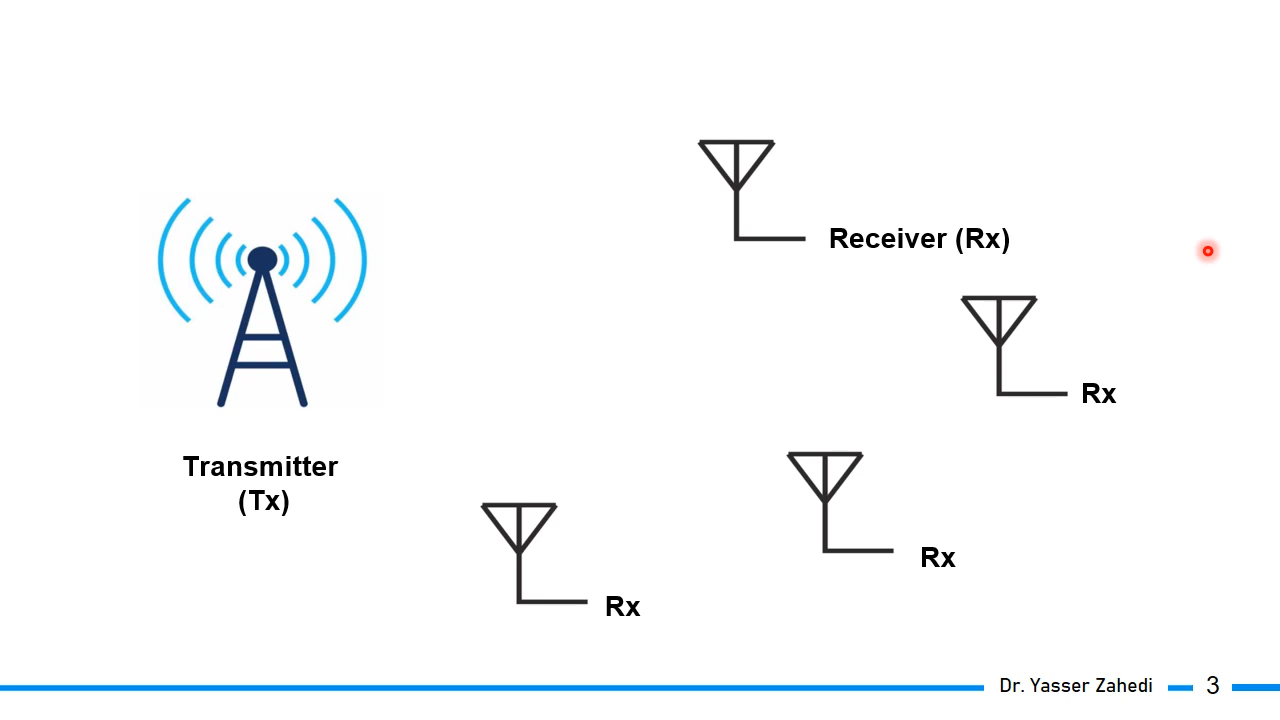 Receiver (Rx)
Rx
Transmitter
(Tx)
Rx
Rx
Dr. Yasser Zahedi
3